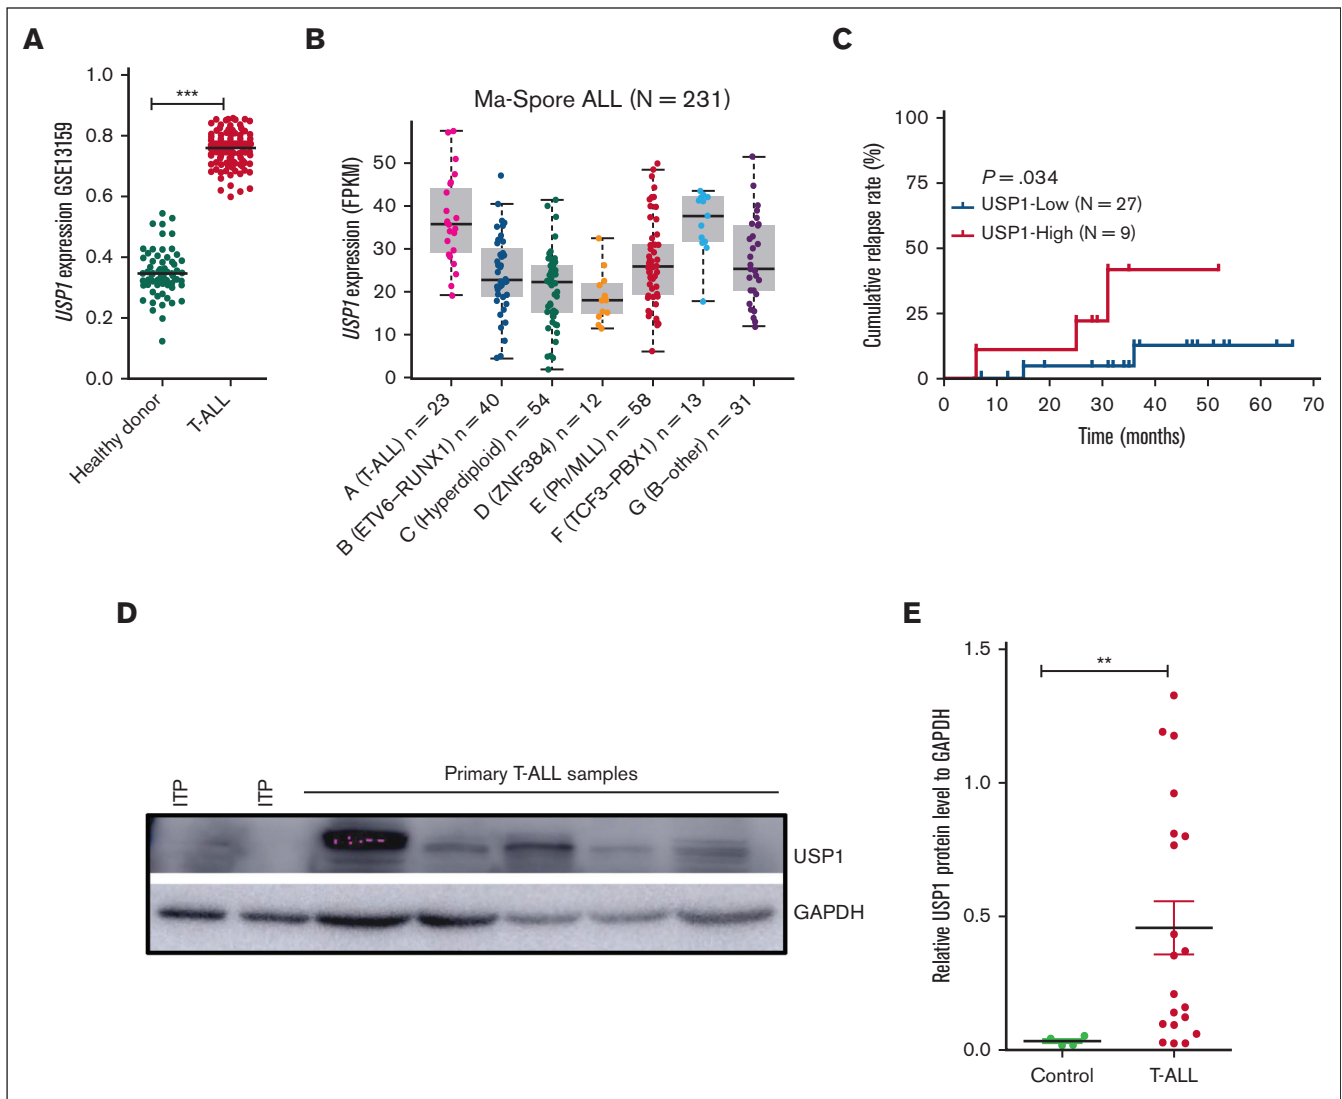 A
USP1 expression GSE13159
1.0
0.8
0.6
0.4
0.2
0.0
***
Healthy donor
T-ALL
B
Ma-Spore ALL (N = 231)
USP1 expression (FPKM)
50
40
30
20
10
0
A (T-ALL) n = 23
B (ETV6–RUNX1) n = 40
C (Hyperdiploid) n = 54
D (ZNF384) n = 12
E (Ph/MLL) n = 58
F (TCF3–PBX1) n = 13
G (B–other) n = 31
C
Cumulative relapse rate (%)
100
75
50
25
0
P = .034
USP1-Low (N = 27)
USP1-High (N = 9)
0 10 20 30 40 50 60 70
Time (months)
D
ITP
ITP
Primary T-ALL samples
USP1
GAPDH
E
Relative USP1 protein level to GAPDH
1.5
1.0
0.5
0.0
**
Control
T-ALL